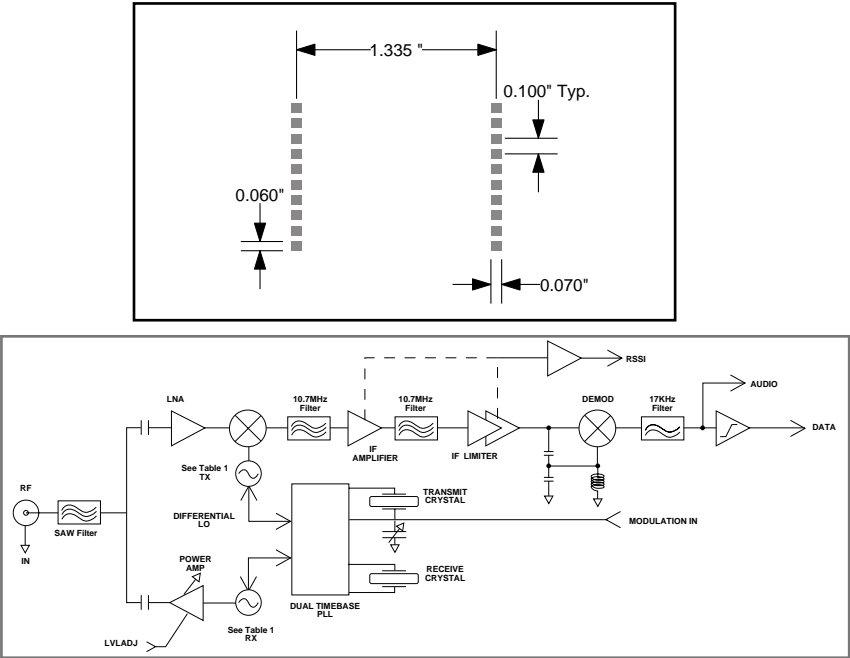 1.335 "
0.100" Typ.
0.060"
0.070"
RSSI
LNA
10.7MHz
Filter
10.7MHz
Filter
DEMOD
17KHz
Filter
AUDIO
DATA
IF
AMPLIFIER
IF LIMITER
See Table 1
TX
RF
SAW Filter
IN
DIFFERENTIAL
LO
TRANSMIT
CRYSTAL
MODULATION IN
POWER
AMP
RECEIVE
CRYSTAL
DUAL TIMEBASE
PLL
See Table 1
RX
LVLADJ